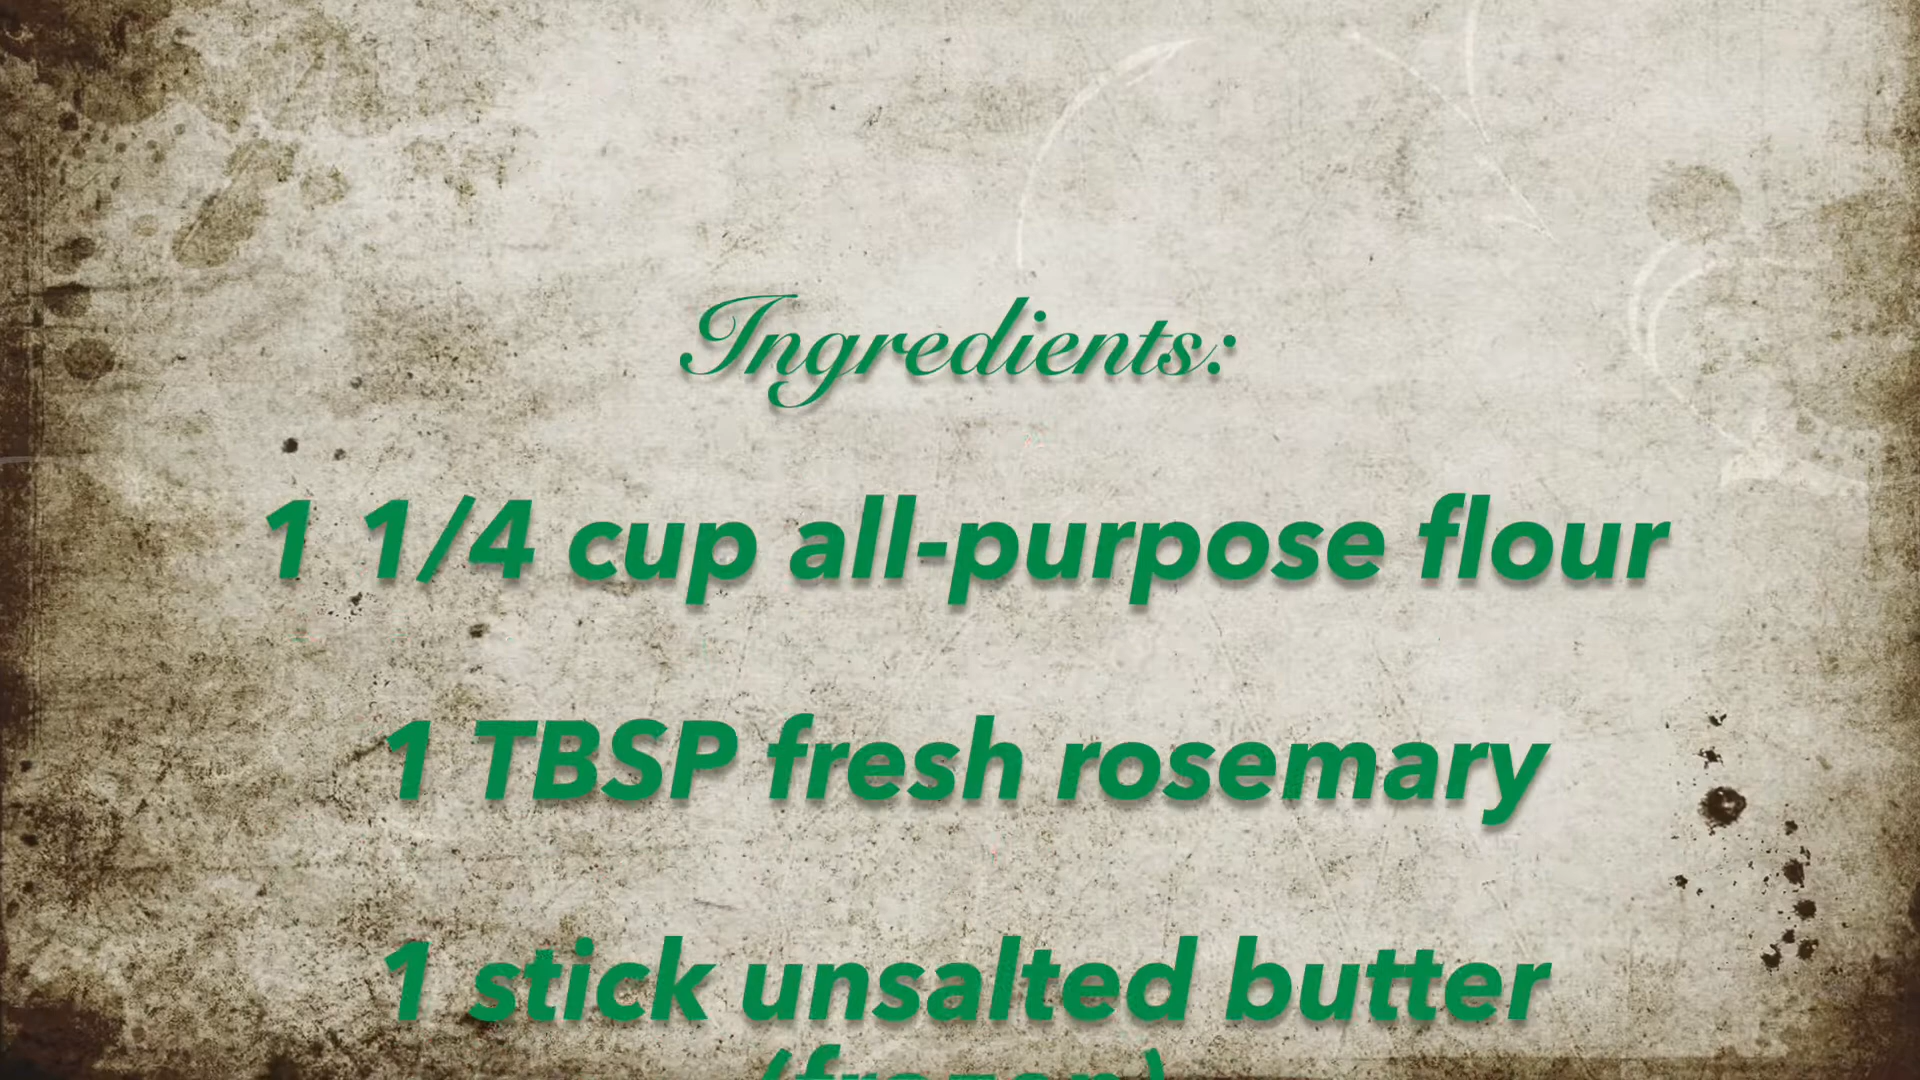 Ingredients:
1 1/4 cup all-purpose flour
1 TBSP fresh rosemary
1 stick unsalted butter
(frozen)